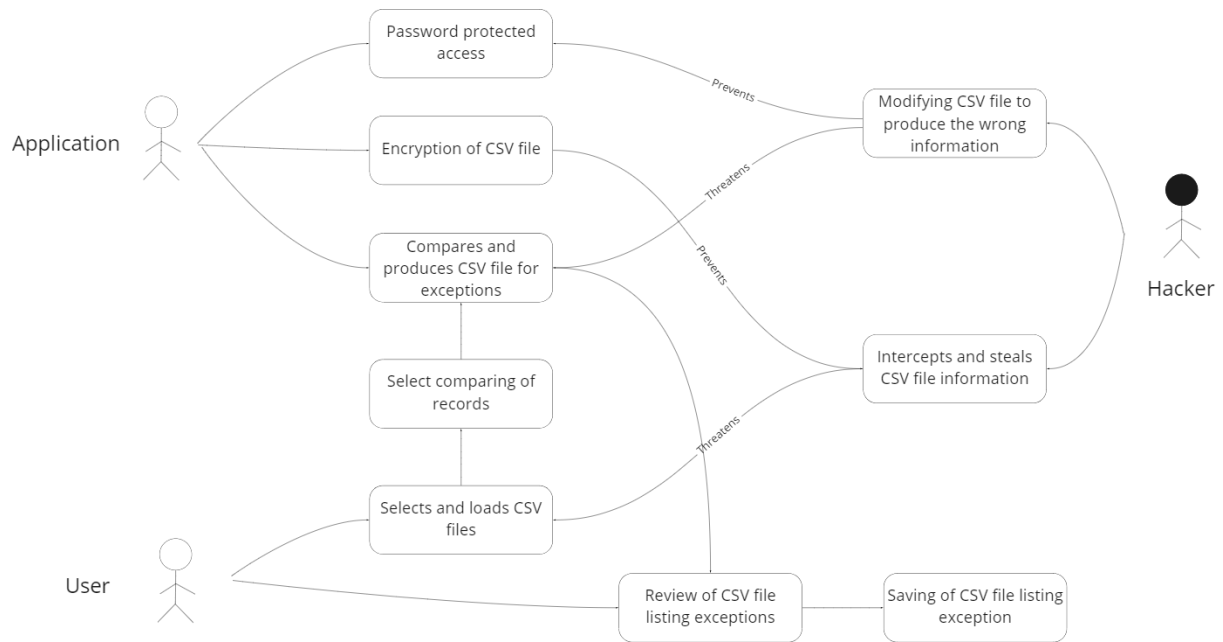 Password protected
access
Prevents
Modifying CSV file to
produce the wrong
information
Application
Encryption of CSV file
Threatens
Compares and
produces CSV file for
exceptions
Prevents
Hacker
Select comparing of
records
Intercepts and steals
CSV file information
Threatens
Selects and loads CSV
files
User
Review of CSV file
listing exceptions
Saving of CSV file listing
exception